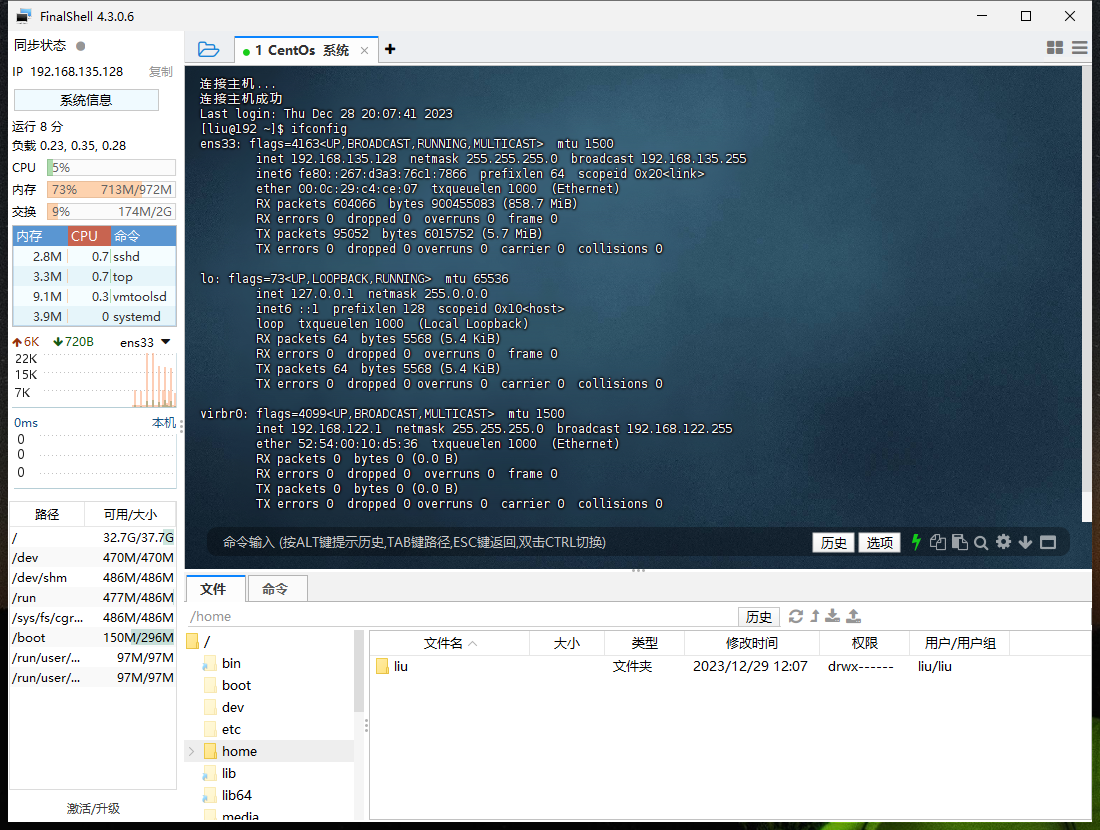 FinalShell 4.3.0.6
同步状态
IP 192.168.135.128 复制
系统信息
运行 8 分
负载 0.23, 0.35, 0.28
CPU 5%
内存 73% 713M/972M
交换 9% 174M/2G
内存 CPU 命令
2.8M 0.7 sshd
3.3M 0.7 top
9.1M 0.3 vmtoolsd
3.9M 0 systemd
6K 720B ens33
22K
15K
7K
0ms 本机
0
0
0
路径 可用/大小
/ 32.7G/37.7G
/dev 470M/470M
/dev/shm 486M/486M
/run 477M/486M
/sys/fs/cgr... 486M/486M
/boot 150M/296M
/run/user/... 97M/97M
/run/user/... 97M/97M
激活/升级
1 CentOs 系统
连接主机...
连接主机成功
Last login: Thu Dec 28 20:07:41 2023
[liu@192 ~]$ ifconfig
ens33: flags=4163<UP,BROADCAST,RUNNING,MULTICAST>  mtu 1500
        inet 192.168.135.128  netmask 255.255.255.0  broadcast 192.168.135.255
        inet6 fe80::267:d3a3:76c1:7866  prefixlen 64  scopeid 0x20<link>
        ether 00:0c:29:c4:ce:07  txqueuelen 1000  (Ethernet)
        RX packets 604066  bytes 900455083 (858.7 MiB)
        RX errors 0  dropped 0  overruns 0  frame 0
        TX packets 95052  bytes 6015752 (5.7 MiB)
        TX errors 0  dropped 0 overruns 0  carrier 0  collisions 0
lo: flags=73<UP,LOOPBACK,RUNNING>  mtu 65536
        inet 127.0.0.1  netmask 255.0.0.0
        inet6 ::1  prefixlen 128  scopeid 0x10<host>
        loop  txqueuelen 1000  (Local Loopback)
        RX packets 64  bytes 5568 (5.4 KiB)
        RX errors 0  dropped 0  overruns 0  frame 0
        TX packets 64  bytes 5568 (5.4 KiB)
        TX errors 0  dropped 0 overruns 0  carrier 0  collisions 0
virbr0: flags=4099<UP,BROADCAST,MULTICAST>  mtu 1500
        inet 192.168.122.1  netmask 255.255.255.0  broadcast 192.168.122.255
        ether 52:54:00:10:d5:36  txqueuelen 1000  (Ethernet)
        RX packets 0  bytes 0 (0.0 B)
        RX errors 0  dropped 0  overruns 0  frame 0
        TX packets 0  bytes 0 (0.0 B)
        TX errors 0  dropped 0 overruns 0  carrier 0  collisions 0
命令输入 (按ALT键提示历史,TAB键路径,ESC键返回,双击CTRL切换) 历史 选项
文件 命令
/home 历史
/
bin
boot
dev
etc
home
lib
lib64
media
文件名 大小 类型 修改时间 权限 用户/用户组
liu 文件夹 2023/12/29 12:07 drwx------ liu/liu